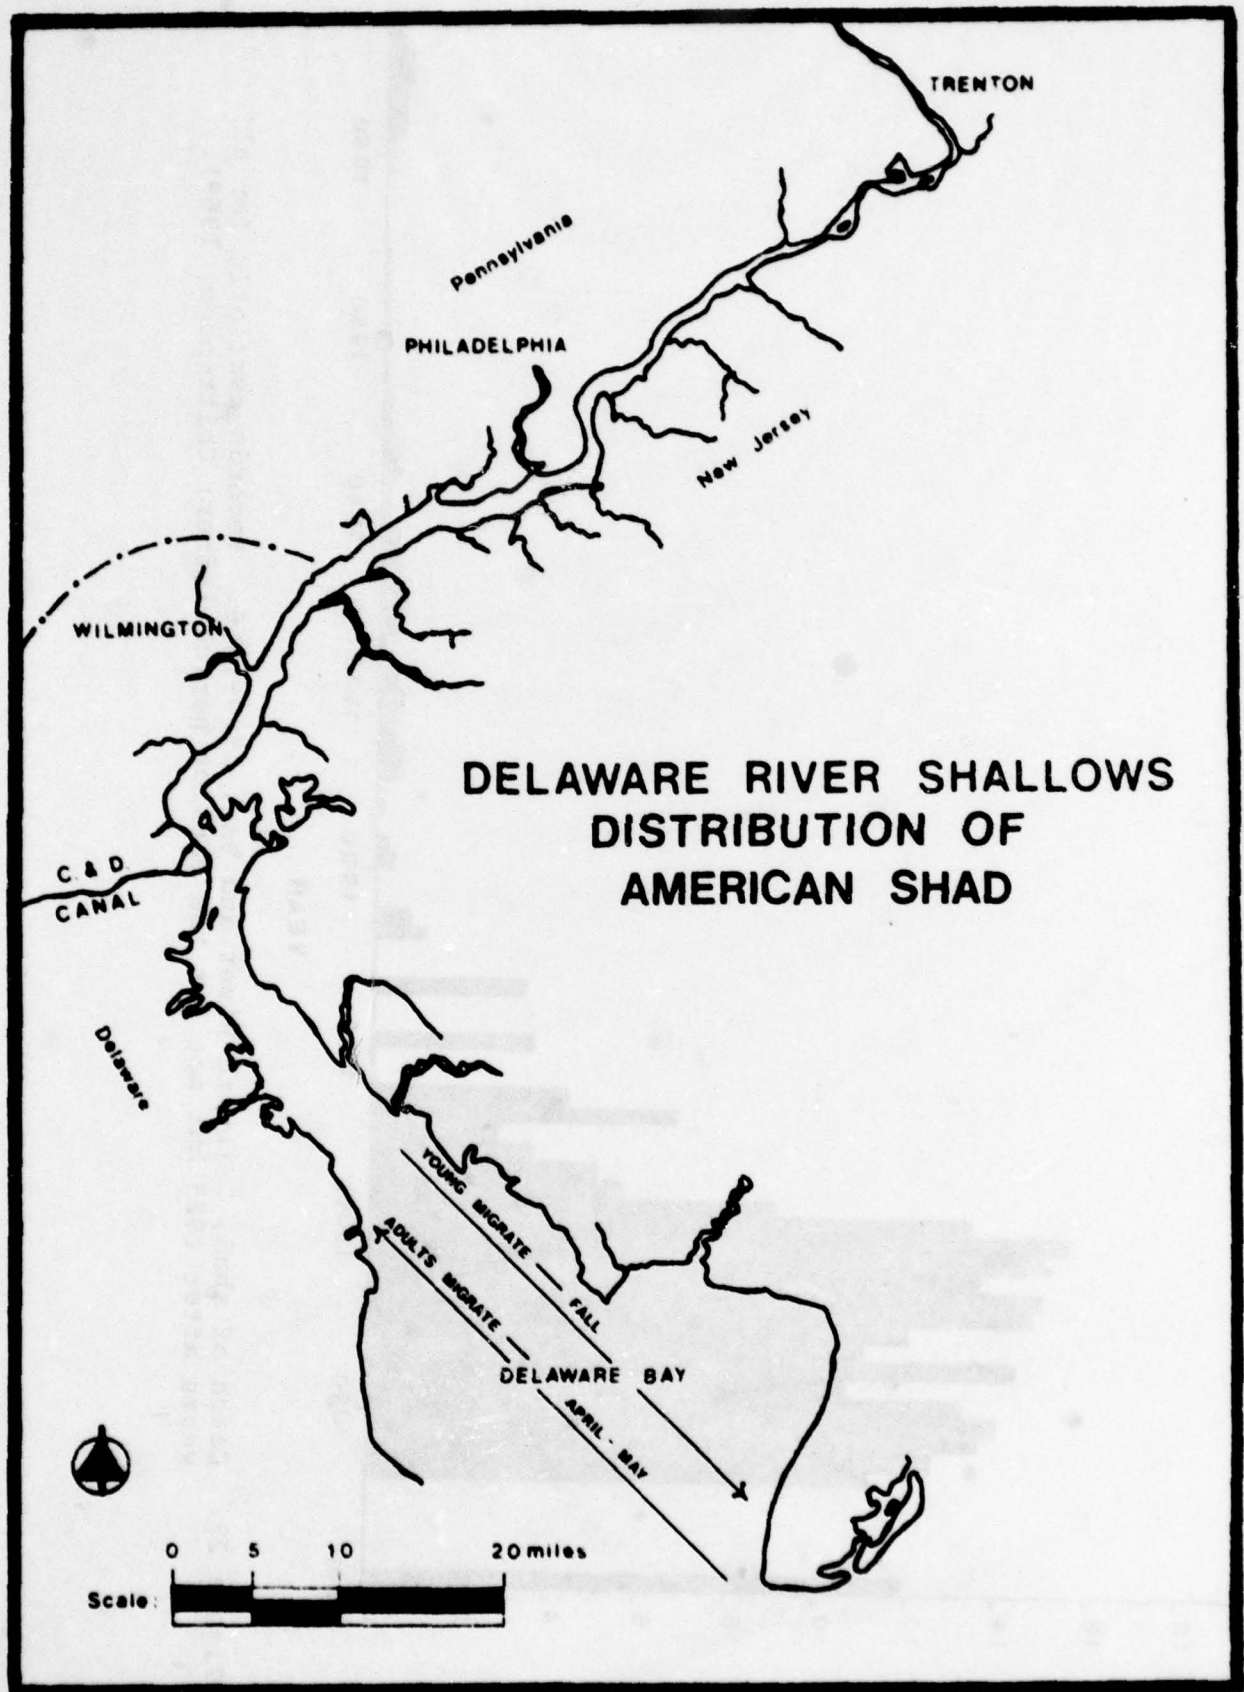 TRENTON
Pennsylvania
PHILADELPHIA
New Jersey
WILMINGTON
DELAWARE RIVER SHALLOWS
DISTRIBUTION OF
AMERICAN SHAD
C. & D.
CANAL
Delaware
YOUNG MIGRATE — FALL
ADULTS MIGRATE — APRIL - MAY
DELAWARE BAY
0 5 10 20 miles
Scale: